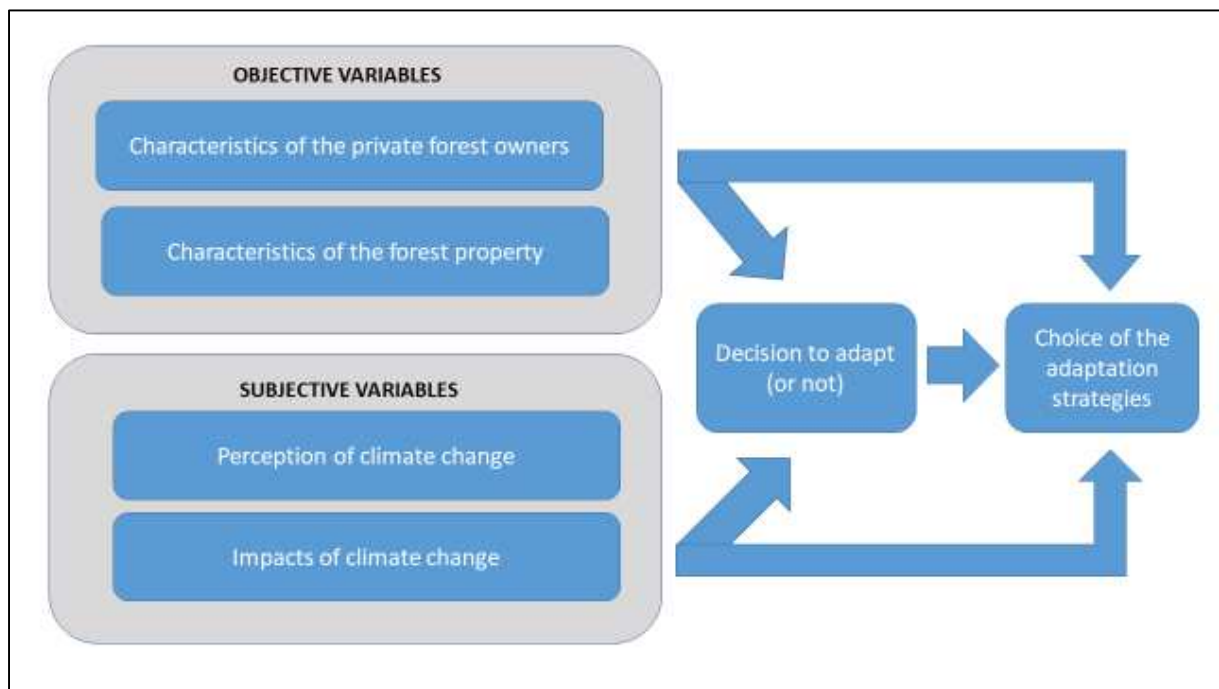 OBJECTIVE VARIABLES
Characteristics of the private forest owners
Characteristics of the forest property
SUBJECTIVE VARIABLES
Perception of climate change
Impacts of climate change
Decision to adapt
(or not)
Choice of the
adaptation
strategies